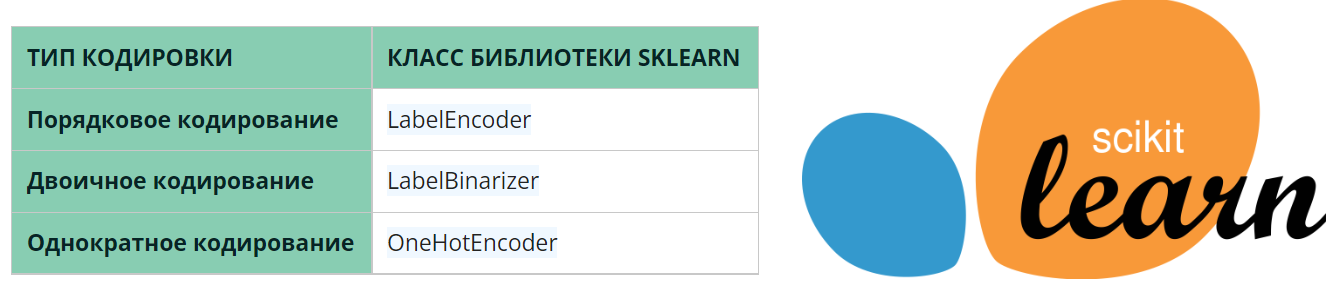 ТИП КОДИРОВКИ КЛАСС БИБЛИОТЕКИ SKLEARN
Порядковое кодирование LabelEncoder
Двоичное кодирование LabelBinarizer
Однократное кодирование OneHotEncoder
scikit
learn